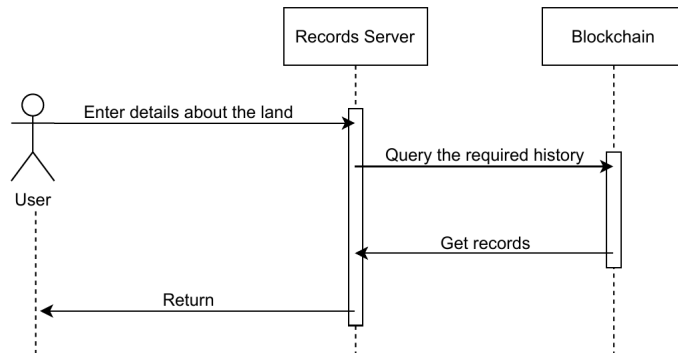 Records Server
Blockchain
Enter details about the land
Query the required history
User
Get records
Return